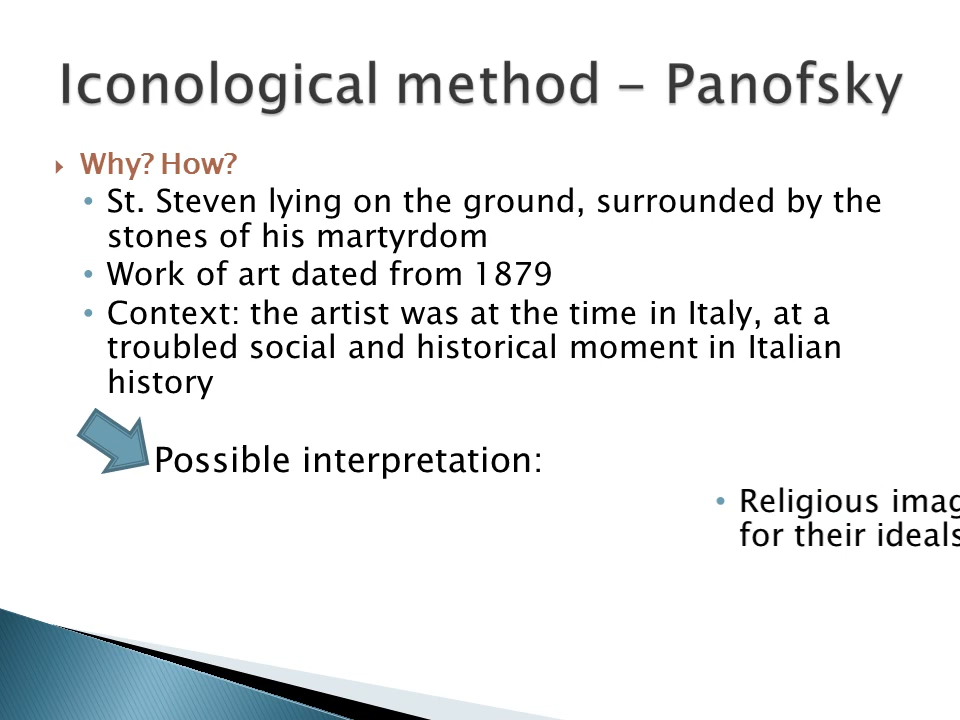 Iconological method - Panofsky
Why? How?
• St. Steven lying on the ground, surrounded by the
stones of his martyrdom
• Work of art dated from 1879
• Context: the artist was at the time in Italy, at a
troubled social and historical moment in Italian
history
Possible interpretation:
• Religious imag
for their ideals